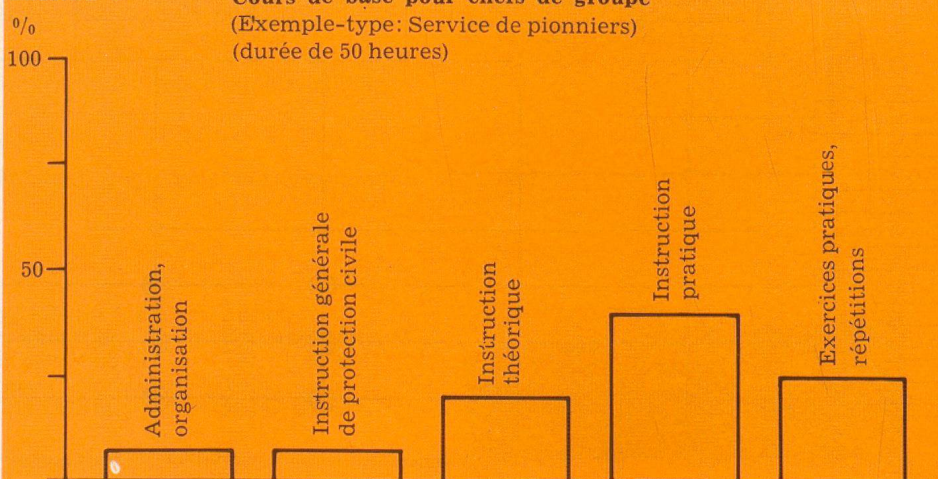 Cours de base pour chefs de groupe
(Exemple-type: Service de pionniers)
(durée de 50 heures)
%
100
50
Administration,
organisation
Instruction générale
de protection civile
Instruction
théorique
Instruction
pratique
Exercices pratiques,
répétitions